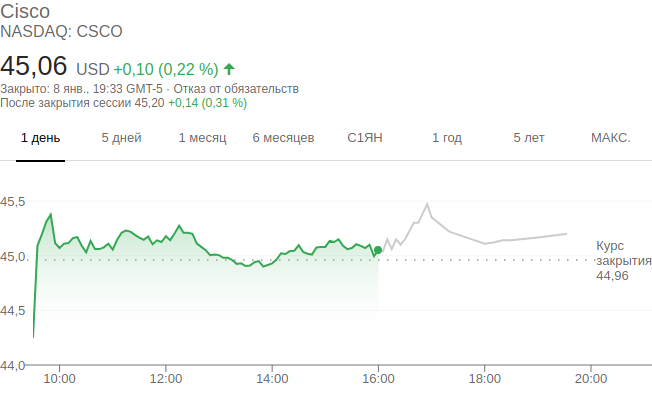 Cisco
NASDAQ: CSCO
45,06 USD +0,10 (0,22 %)
Закрыто: 8 янв., 19:33 GMT-5 · Отказ от обязательств
После закрытия сессии 45,20 +0,14 (0,31 %)
1 день 5 дней 1 месяц 6 месяцев С1ЯН 1 год 5 лет МАКС.
45,5
45,0
Курс
закрытия
44,96
44,5
44,0
10:00 12:00 14:00 16:00 18:00 20:00